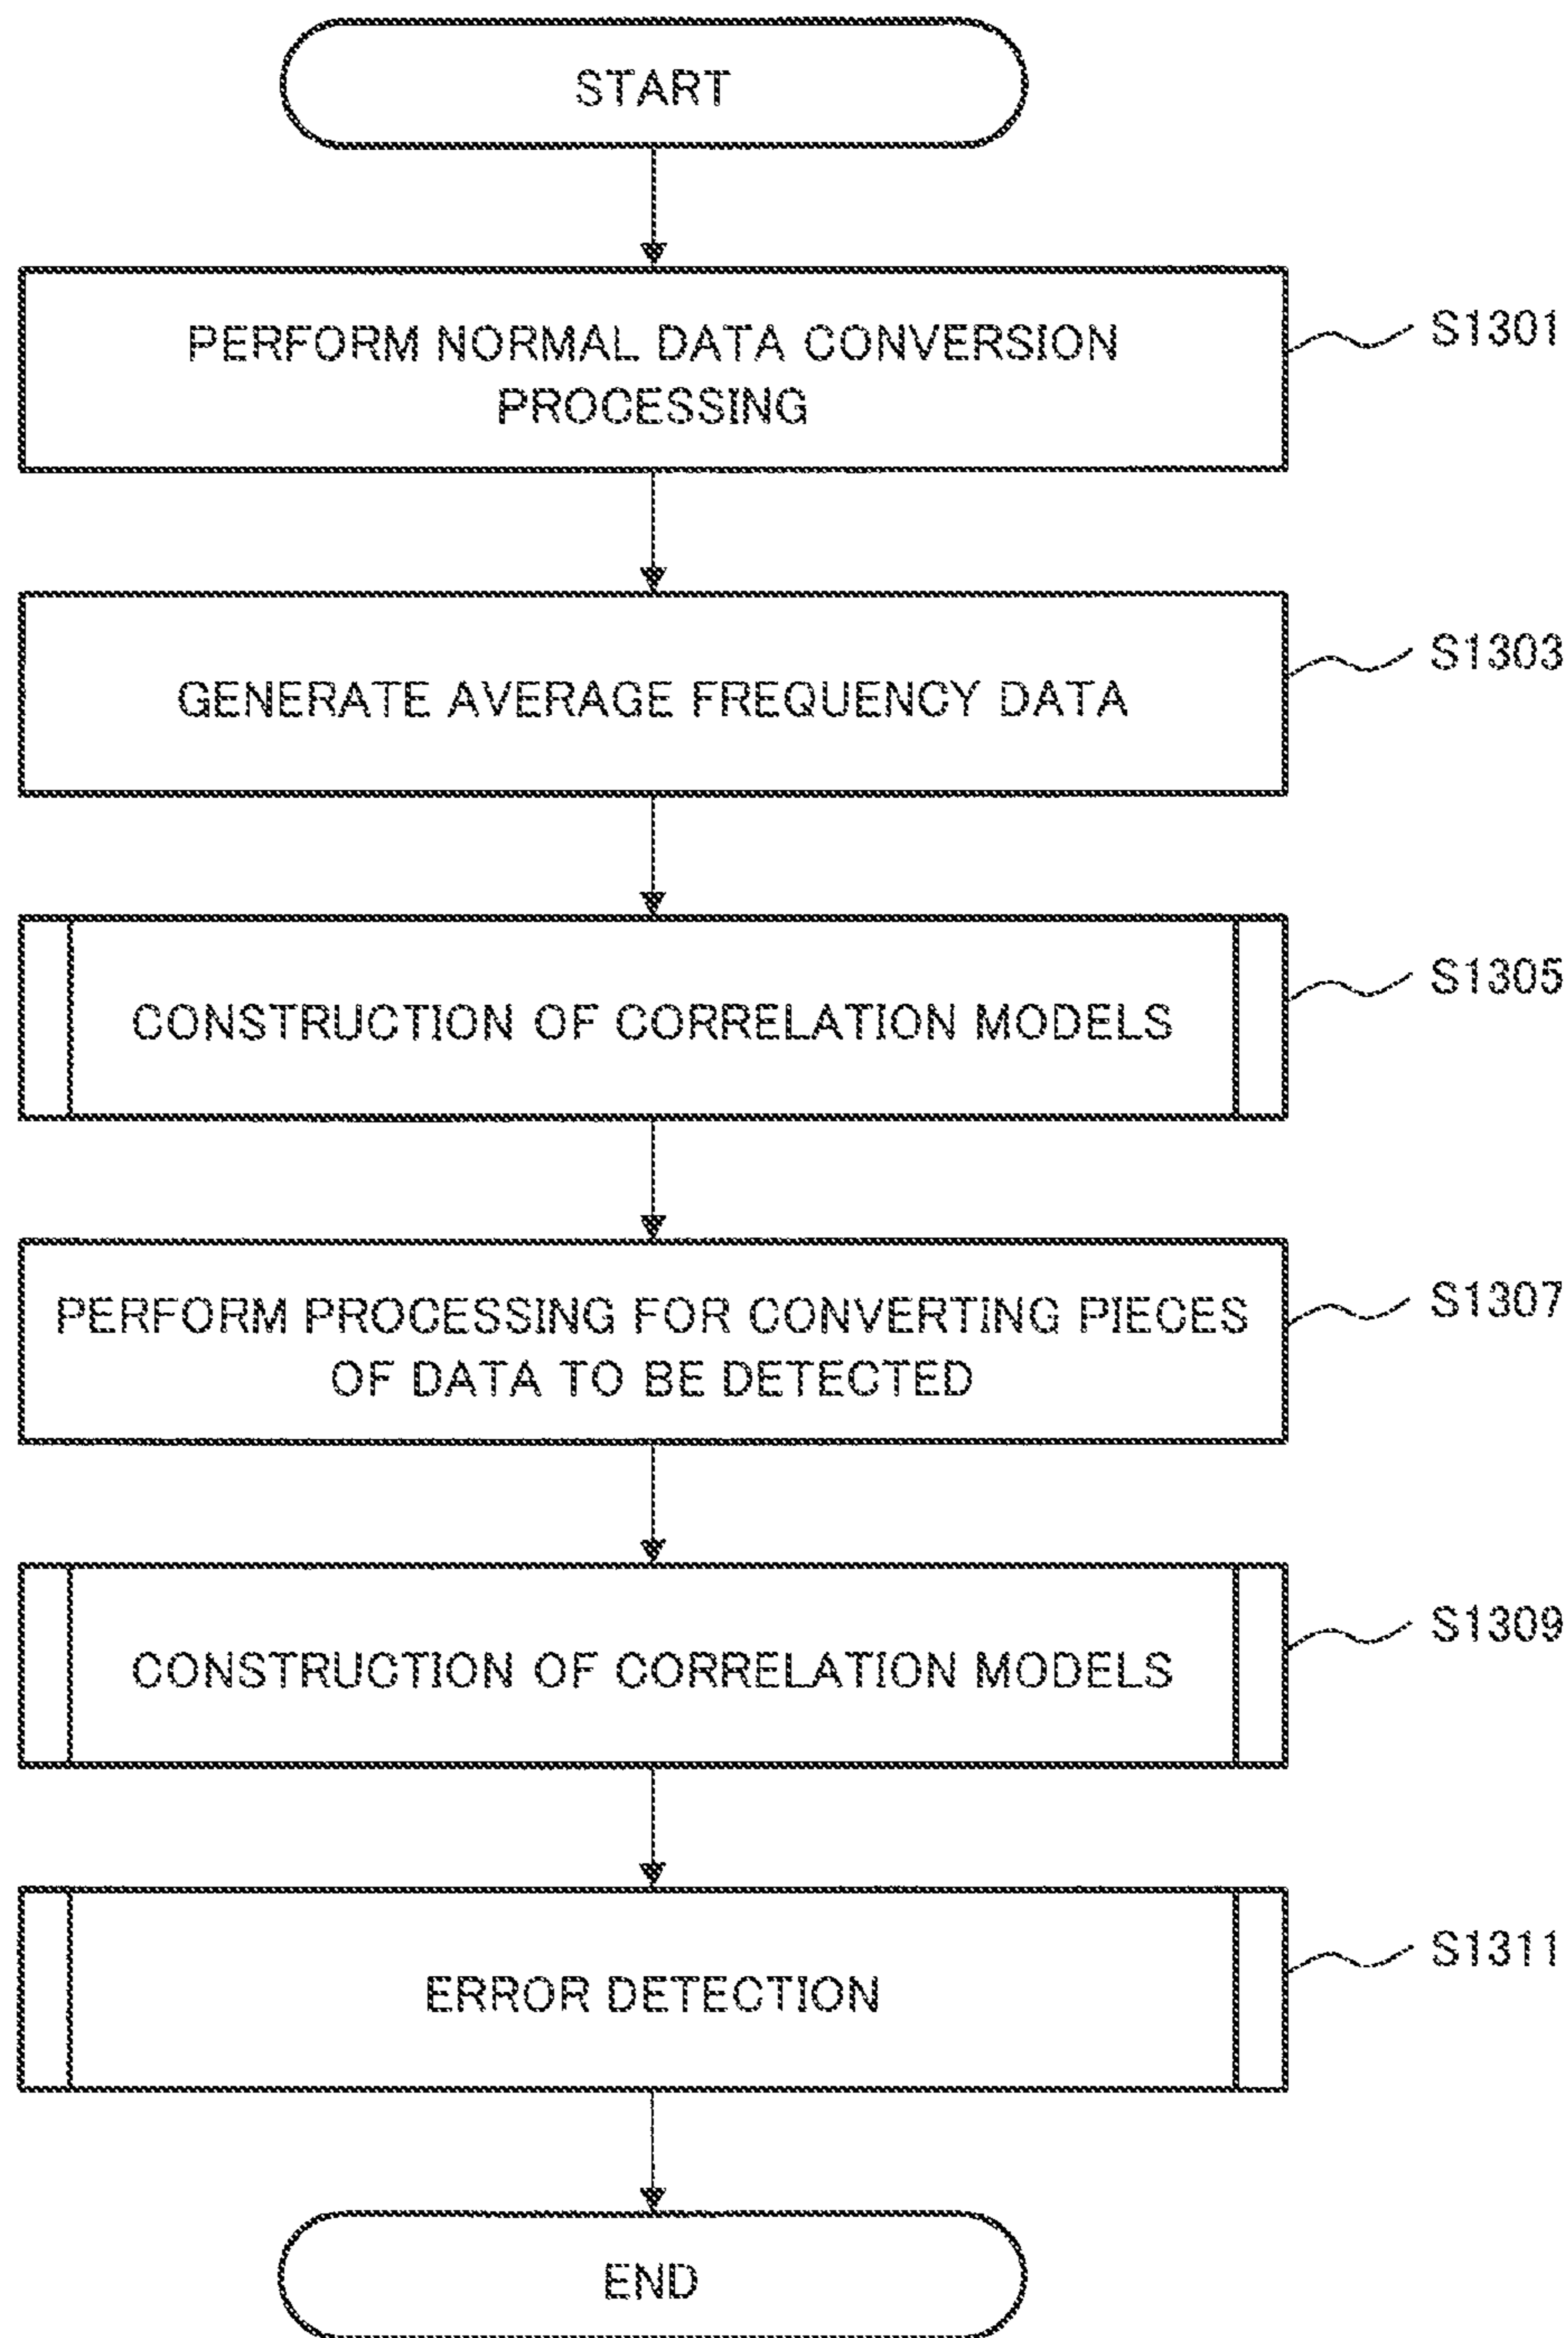 START
PERFORM NORMAL DATA CONVERSION
PROCESSING
S1301
GENERATE AVERAGE FREQUENCY DATA
S1303
CONSTRUCTION OF CORRELATION MODELS
S1305
PERFORM PROCESSING FOR CONVERTING PIECES
OF DATA TO BE DETECTED
S1307
CONSTRUCTION OF CORRELATION MODELS
S1309
ERROR DETECTION
S1311
END